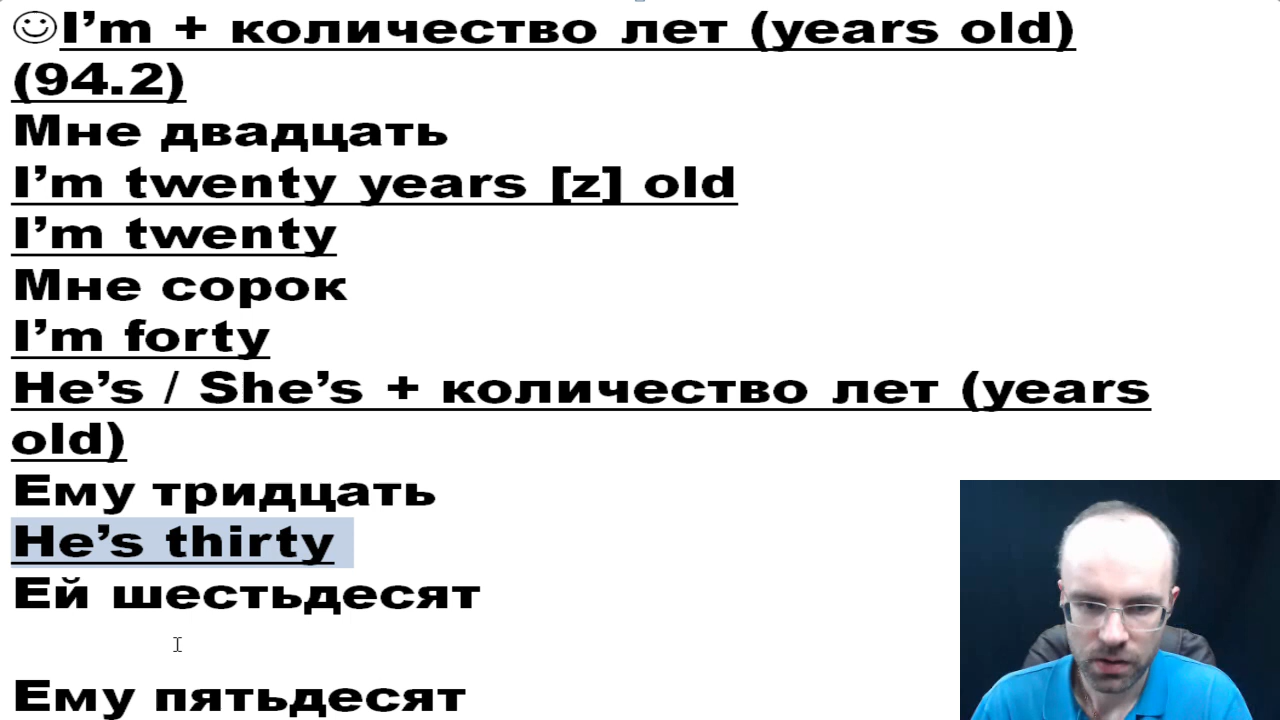 ☺I’m + количество лет (years old)
(94.2)
Мне двадцать
I’m twenty years [z] old
I’m twenty
Мне сорок
I’m forty
He’s / She’s + количество лет (years
old)
Ему тридцать
He’s thirty
Ей шестьдесят
Ему пятьдесят